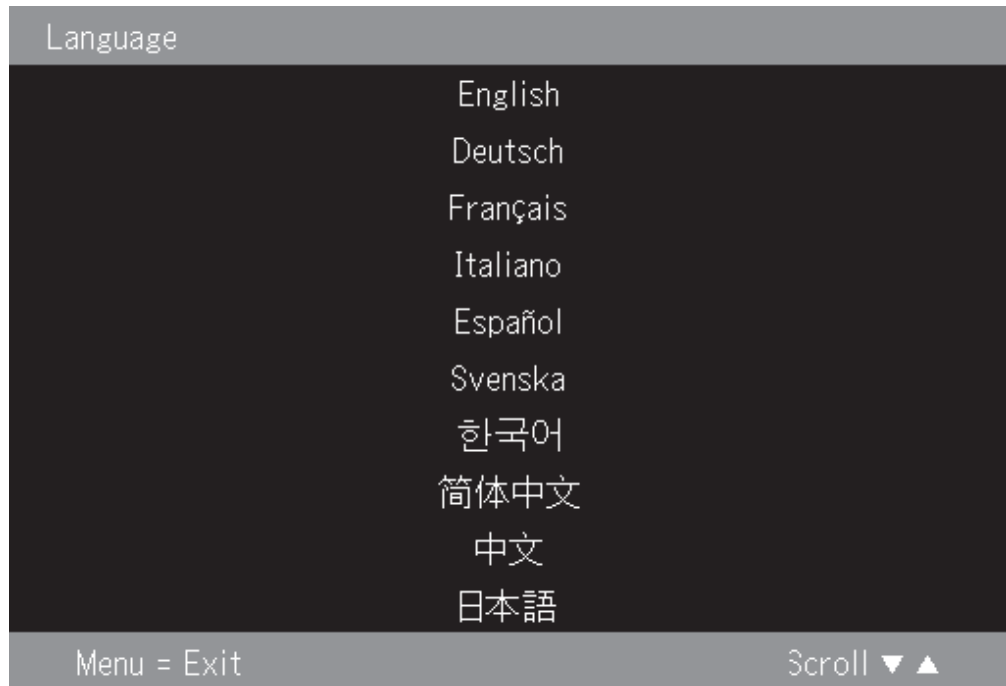 Language
English
Deutsch
Français
Italiano
Español
Svenska
한국어
简体中文
中文
日本語
Menu = Exit Scroll ▼ ▲